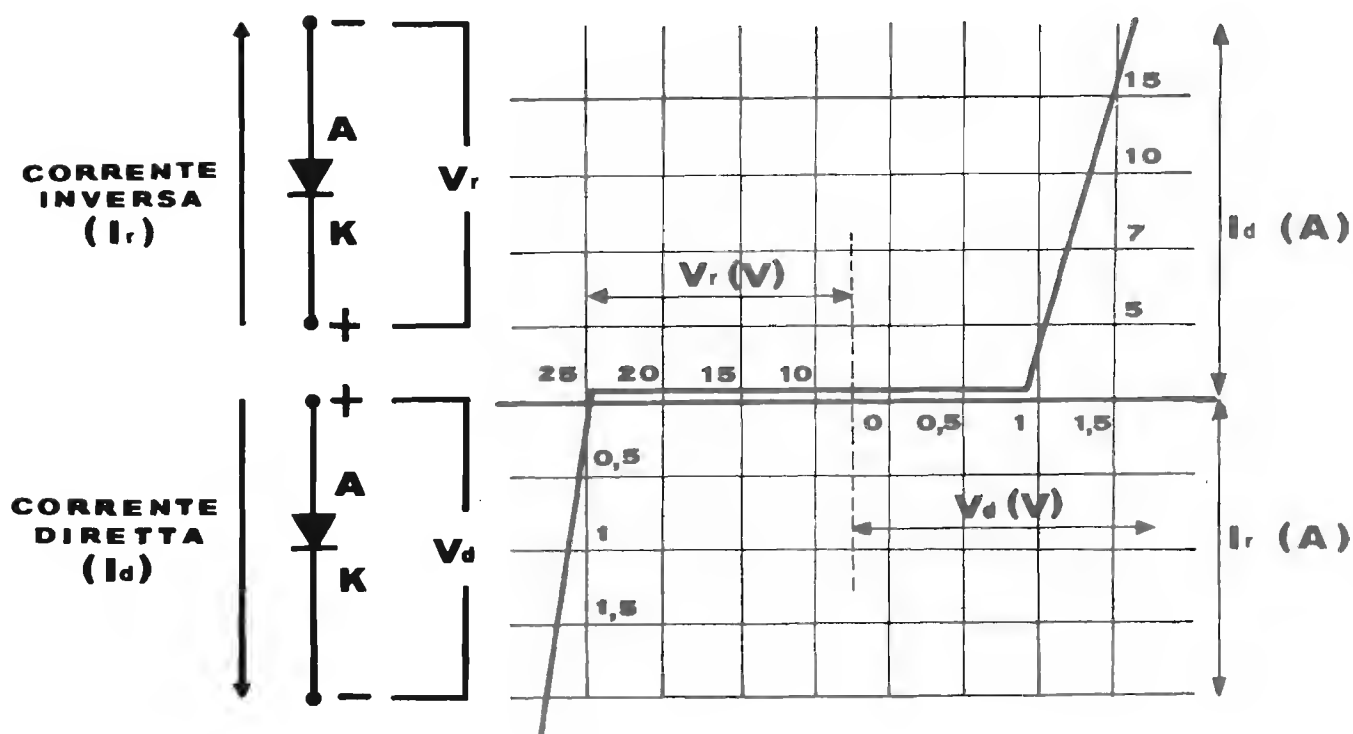 A
CORRENTE
INVERSA
(Ir)
Vr
K
+
−
A
CORRENTE
DIRETTA
(Id)
Vd
K
+
−
15
10
7
5
Id (A)
Vr (V)
25 20 15 10
0 0,5 1 1,5
0,5
1
1,5
Vd (V)
Ir (A)